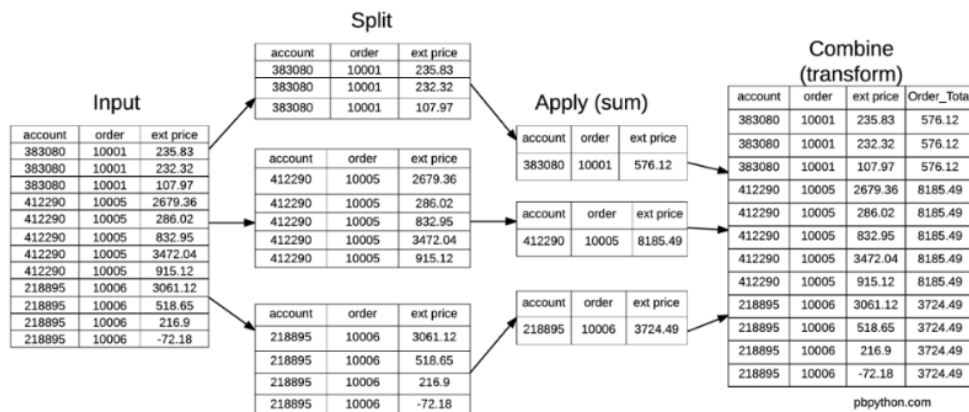 Input
account order ext price
383080 10001 235.83
383080 10001 232.32
383080 10001 107.97
412290 10005 2679.36
412290 10005 286.02
412290 10005 832.95
412290 10005 3472.04
412290 10005 915.12
218895 10006 3061.12
218895 10006 518.65
218895 10006 216.9
218895 10006 -72.18
Split
account order ext price
383080 10001 235.83
383080 10001 232.32
383080 10001 107.97
account order ext price
412290 10005 2679.36
412290 10005 286.02
412290 10005 832.95
412290 10005 3472.04
412290 10005 915.12
account order ext price
218895 10006 3061.12
218895 10006 518.65
218895 10006 216.9
218895 10006 -72.18
Apply (sum)
account order ext price
383080 10001 576.12
account order ext price
412290 10005 8185.49
account order ext price
218895 10006 3724.49
Combine
(transform)
account order ext price Order_Total
383080 10001 235.83 576.12
383080 10001 232.32 576.12
383080 10001 107.97 576.12
412290 10005 2679.36 8185.49
412290 10005 286.02 8185.49
412290 10005 832.95 8185.49
412290 10005 3472.04 8185.49
412290 10005 915.12 8185.49
218895 10006 3061.12 3724.49
218895 10006 518.65 3724.49
218895 10006 216.9 3724.49
218895 10006 -72.18 3724.49
pbpython.com